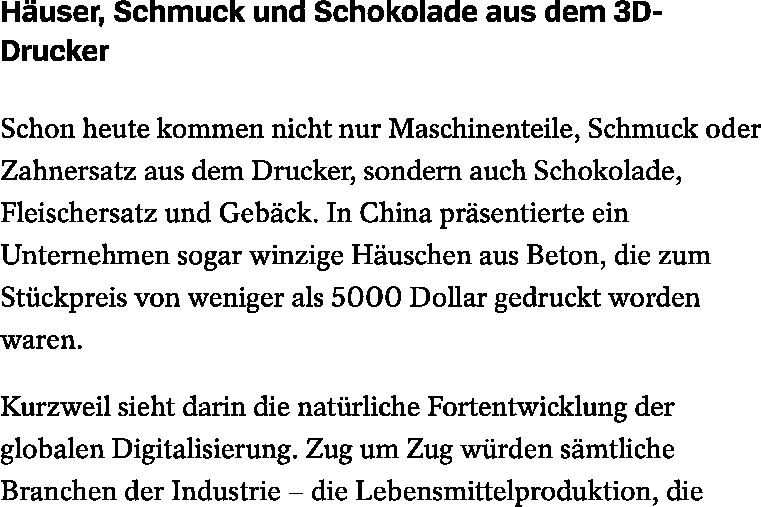 Häuser, Schmuck und Schokolade aus dem 3D-
Drucker
Schon heute kommen nicht nur Maschinenteile, Schmuck oder
Zahnersatz aus dem Drucker, sondern auch Schokolade,
Fleischersatz und Gebäck. In China präsentierte ein
Unternehmen sogar winzige Häuschen aus Beton, die zum
Stückpreis von weniger als 5000 Dollar gedruckt worden
waren.
Kurzweil sieht darin die natürliche Fortentwicklung der
globalen Digitalisierung. Zug um Zug würden sämtliche
Branchen der Industrie – die Lebensmittelproduktion, die